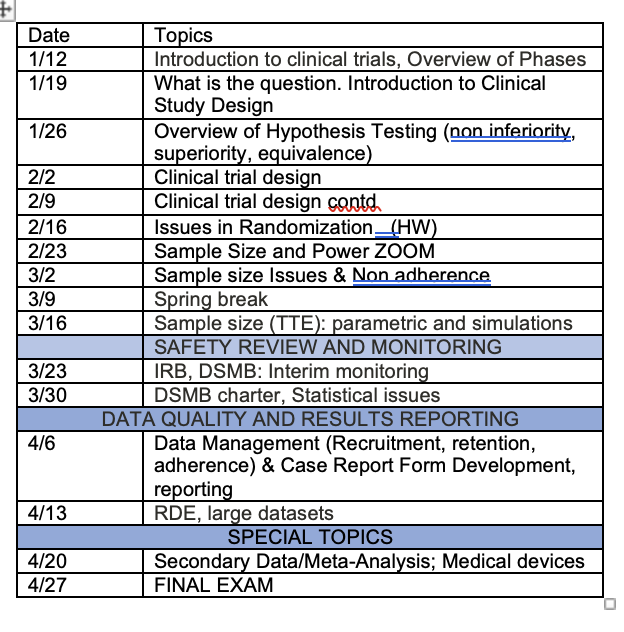 Date Topics
1/12 Introduction to clinical trials, Overview of Phases
1/19 What is the question. Introduction to Clinical
Study Design
1/26 Overview of Hypothesis Testing (non inferiority,
superiority, equivalence)
2/2 Clinical trial design
2/9 Clinical trial design contd
2/16 Issues in Randomization (HW)
2/23 Sample Size and Power ZOOM
3/2 Sample size Issues & Non adherence
3/9 Spring break
3/16 Sample size (TTE): parametric and simulations
SAFETY REVIEW AND MONITORING
3/23 IRB, DSMB: Interim monitoring
3/30 DSMB charter, Statistical issues
DATA QUALITY AND RESULTS REPORTING
4/6 Data Management (Recruitment, retention,
adherence) & Case Report Form Development,
reporting
4/13 RDE, large datasets
SPECIAL TOPICS
4/20 Secondary Data/Meta-Analysis; Medical devices
4/27 FINAL EXAM